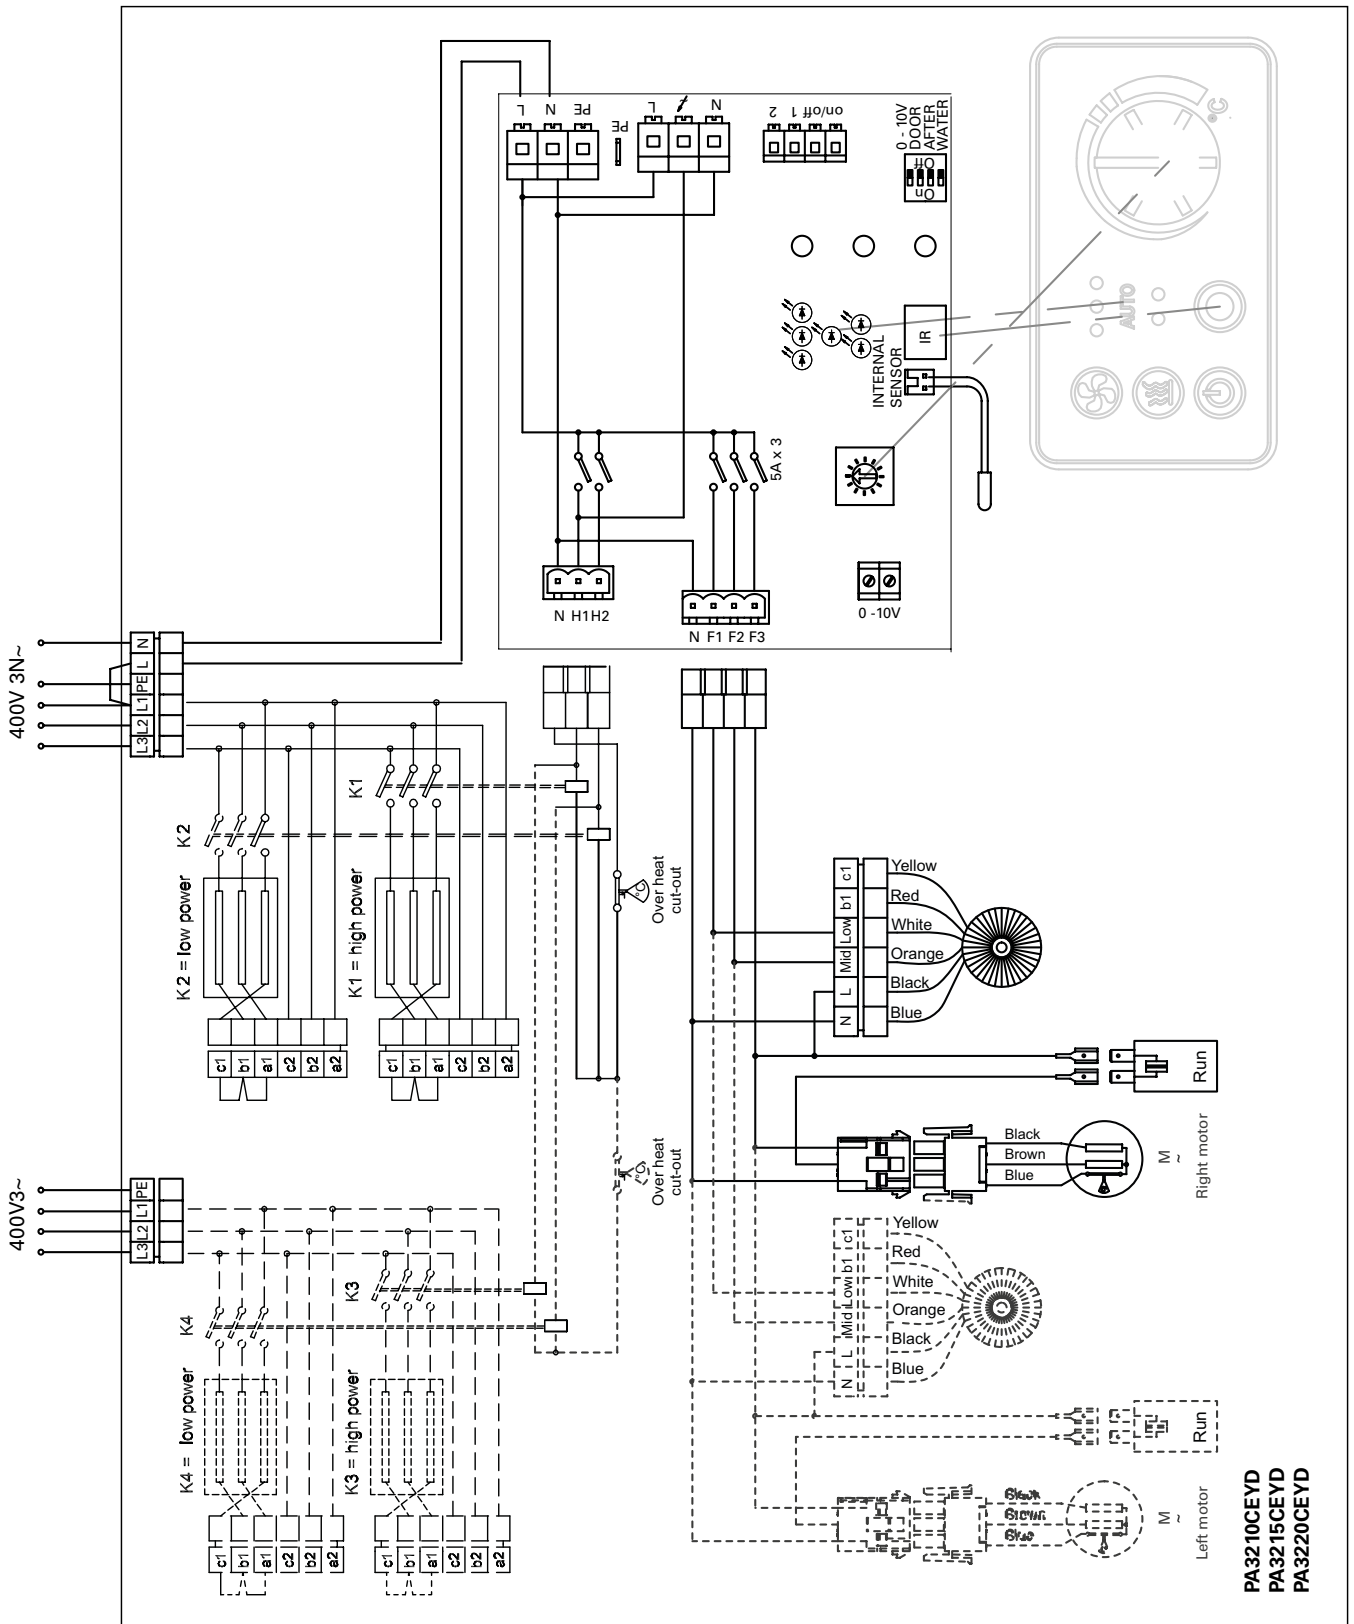 400V 3N~
N
L
PE
L1
L2
L3
L
N
PE
PE
L
N
2
1
on/off
0 - 10V
DOOR
AFTER
WATER
Off
On
°C
AUTO
IR
INTERNAL
SENSOR
5A x 3
N H1 H2
N F1 F2 F3
0 -10V
K1
K2
K2 = low power
K1 = high power
c1
b1
a1
c2
b2
a2
c1
b1
a1
c2
b2
a2
°C
Over heat
cut-out
c1
b1
Low
Mid
L
N
Yellow
Red
White
Orange
Black
Blue
Run
Black
Brown
Blue
M
~
Right motor
400V3~
PE
L1
L2
L3
K3
K4
K4 = low power
K3 = high power
c1
b1
a1
c2
b2
a2
c1
b1
a1
c2
b2
a2
°C
Over heat
cut-out
c1
b1
Low
Mid
L
N
Yellow
Red
White
Orange
Black
Blue
Run
Black
Brown
Blue
M
~
Left motor
PA3210CEYD
PA3215CEYD
PA3220CEYD